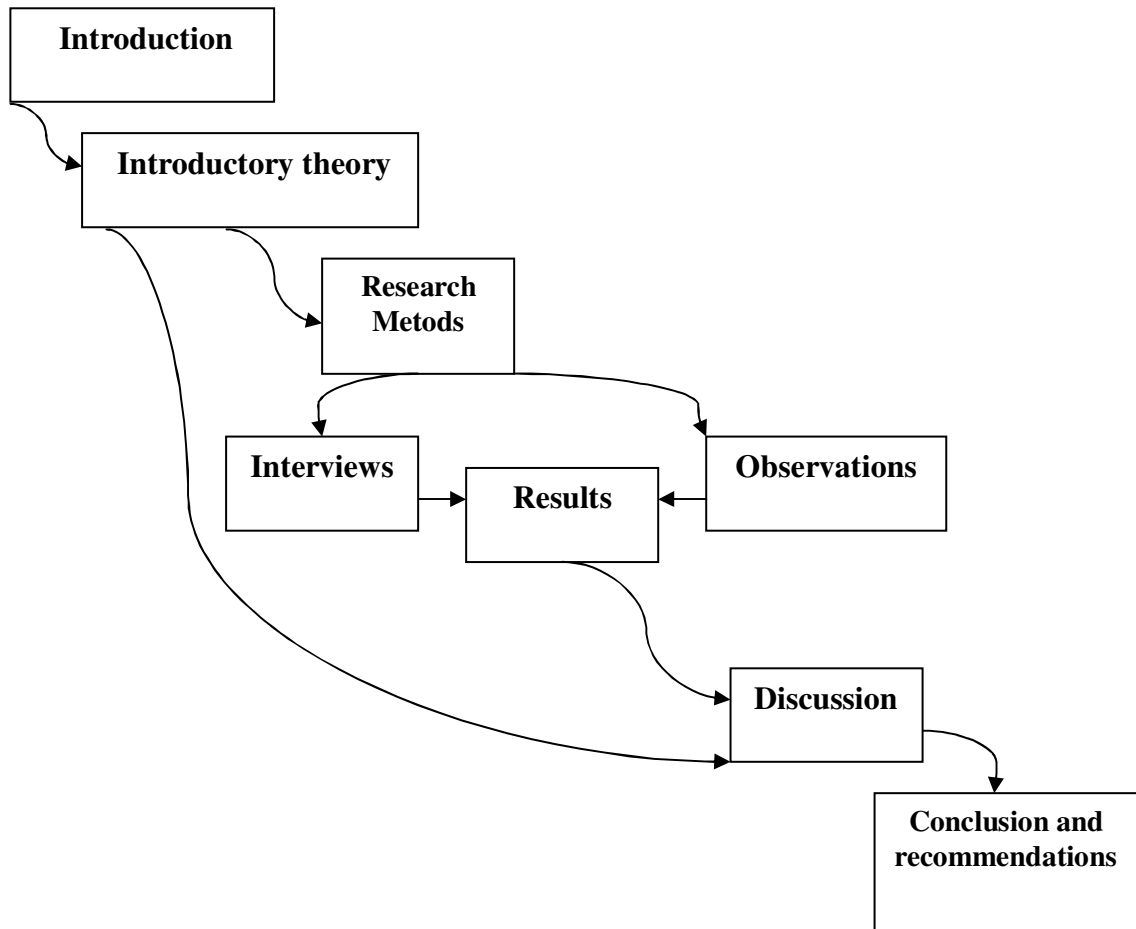 Introduction
Introductory theory
Research
Metods
Interviews
Results
Observations
Discussion
Conclusion and
recommendations